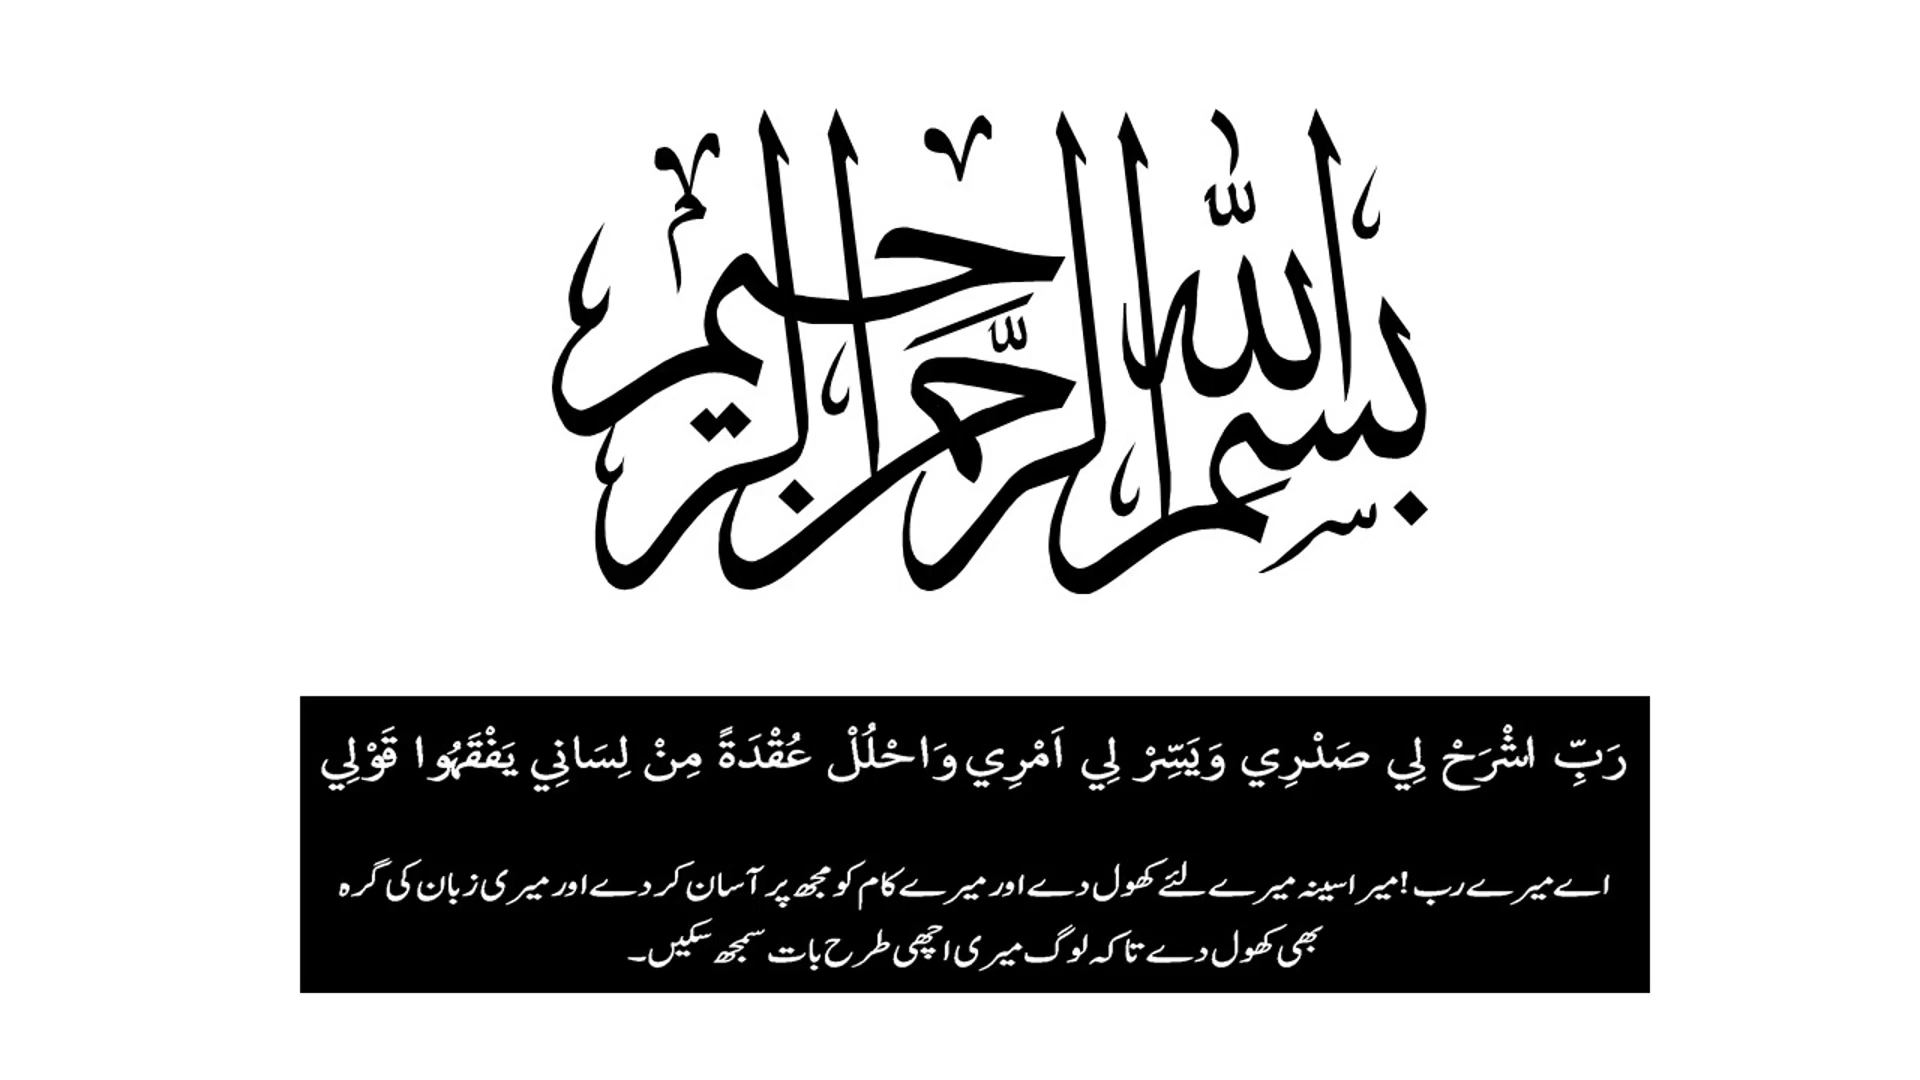 بسم الله الرحمن الرحيم
رَبِّ اشْرَحْ لِي صَدْرِي وَيَسِّرْ لِي اَمْرِي وَاحْلُلْ عُقْدَةً مِنْ لِسَانِي يَفْقَهُوا قَوْلِي
اے میرے رب! میرا سینہ میرے لئے کھول دے اور میرے کام کو مجھ پر آسان کر دے اور میری زبان کی گرہ
بھی کھول دے تاکہ لوگ میری اچھی طرح بات سمجھ سکیں۔